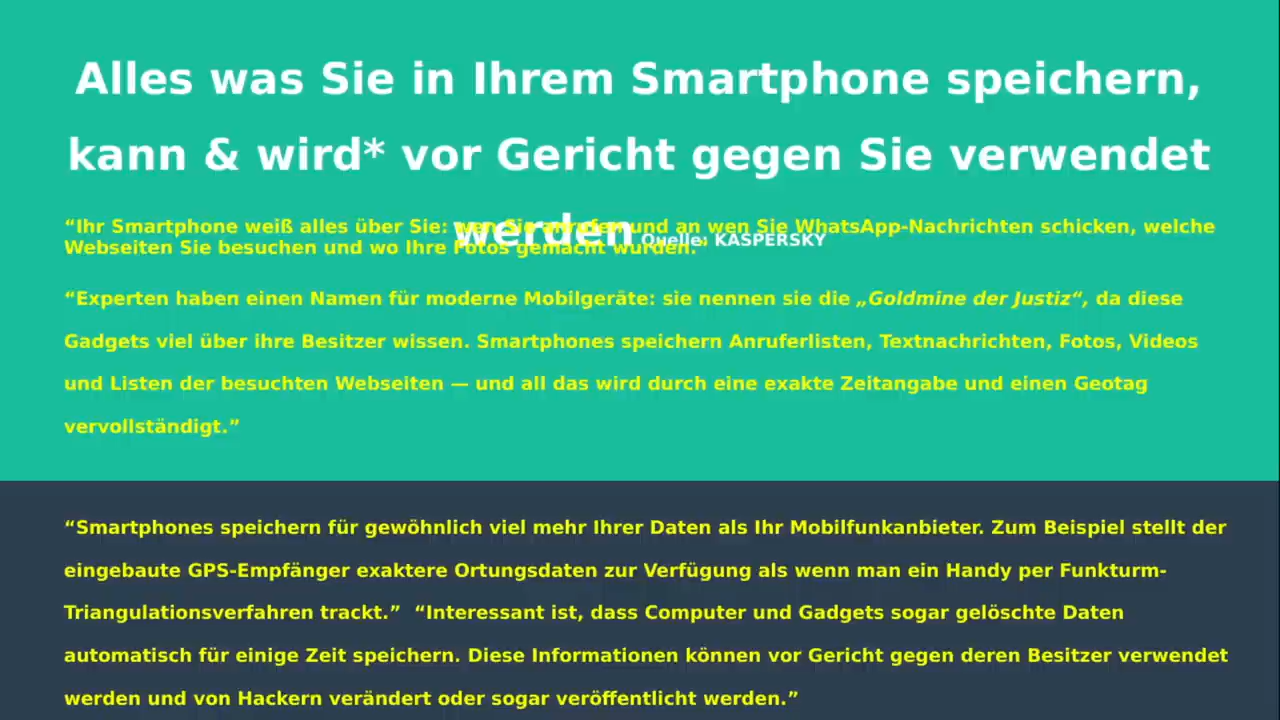 Alles was Sie in Ihrem Smartphone speichern,
kann & wird* vor Gericht gegen Sie verwendet
werden Quelle: KASPERSKY
“Ihr Smartphone weiß alles über Sie: wen Sie anrufen und an wen Sie WhatsApp-Nachrichten schicken, welche
Webseiten Sie besuchen und wo Ihre Fotos gemacht wurden.”
“Experten haben einen Namen für moderne Mobilgeräte: sie nennen sie die „Goldmine der Justiz“, da diese
Gadgets viel über ihre Besitzer wissen. Smartphones speichern Anruferlisten, Textnachrichten, Fotos, Videos
und Listen der besuchten Webseiten — und all das wird durch eine exakte Zeitangabe und einen Geotag
vervollständigt.”
“Smartphones speichern für gewöhnlich viel mehr Ihrer Daten als Ihr Mobilfunkanbieter. Zum Beispiel stellt der
eingebaute GPS-Empfänger exaktere Ortungsdaten zur Verfügung als wenn man ein Handy per Funkturm-
Triangulationsverfahren trackt.”  “Interessant ist, dass Computer und Gadgets sogar gelöschte Daten
automatisch für einige Zeit speichern. Diese Informationen können vor Gericht gegen deren Besitzer verwendet
werden und von Hackern verändert oder sogar veröffentlicht werden.”